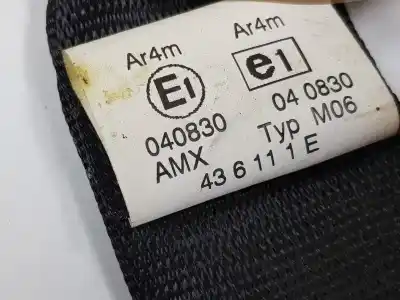 Ar4m Ar4m
E1 e1
040830 04 0830
AMX Typ M06
43 6 11 1 E